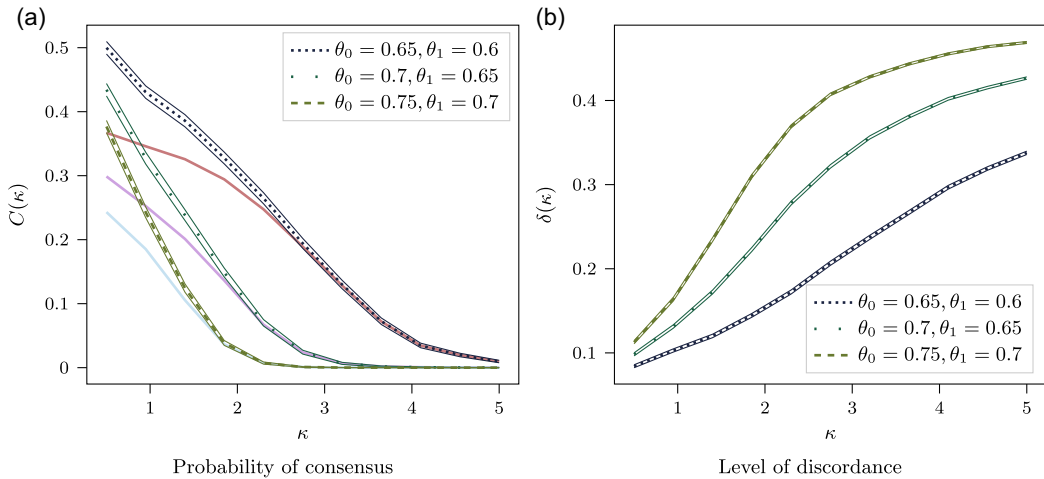 (a)
0.5
0.4
0.3
0.2
0.1
0
C(κ)
θ₀ = 0.65, θ₁ = 0.6
θ₀ = 0.7, θ₁ = 0.65
θ₀ = 0.75, θ₁ = 0.7
1 2 3 4 5
κ
Probability of consensus
(b)
0.4
0.3
0.2
0.1
δ(κ)
θ₀ = 0.65, θ₁ = 0.6
θ₀ = 0.7, θ₁ = 0.65
θ₀ = 0.75, θ₁ = 0.7
1 2 3 4 5
κ
Level of discordance